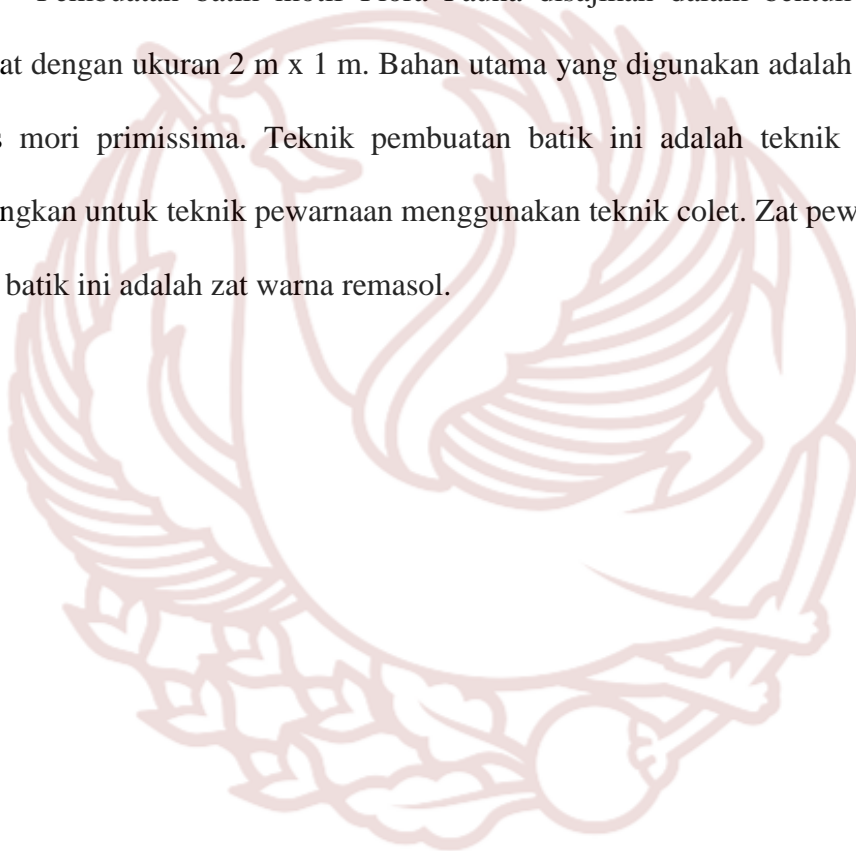 Pembuatan batik motif Flora Fauna disajikan dalam bentuk
at dengan ukuran 2 m x 1 m. Bahan utama yang digunakan adalah
s mori primissima. Teknik pembuatan batik ini adalah teknik
ngkan untuk teknik pewarnaan menggunakan teknik colet. Zat pew
batik ini adalah zat warna remasol.